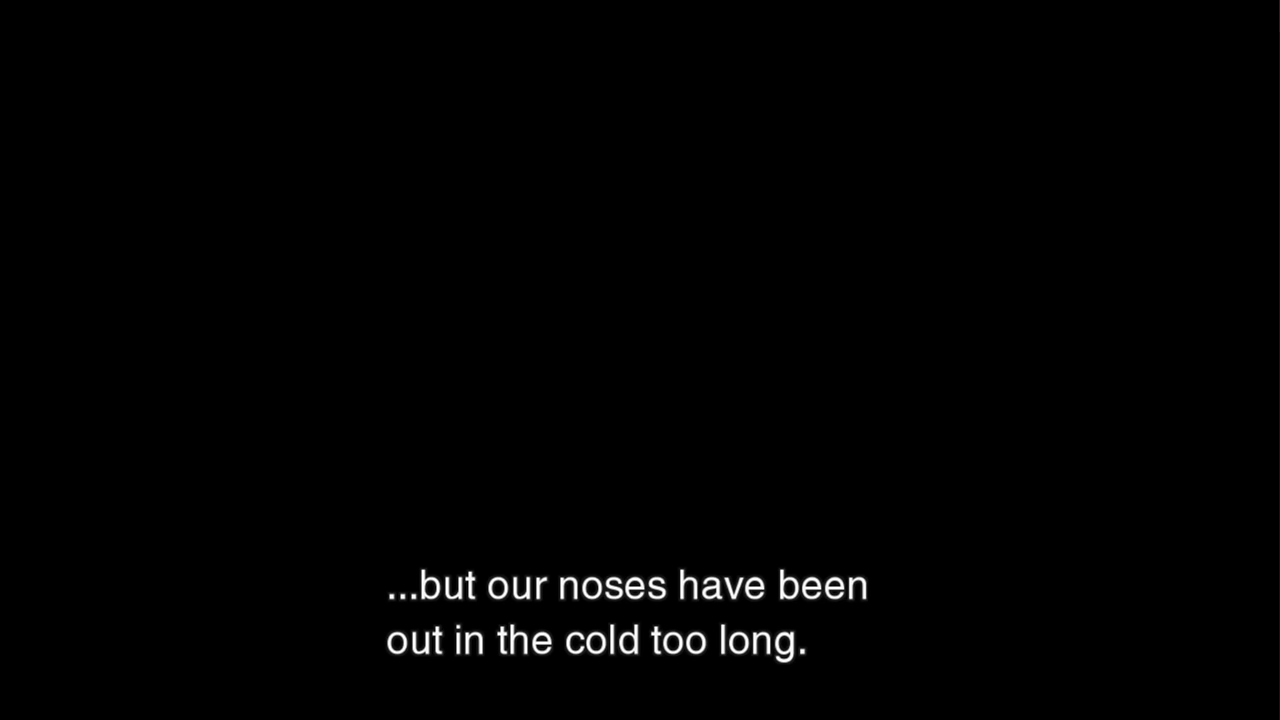 ...but our noses have been
out in the cold too long.